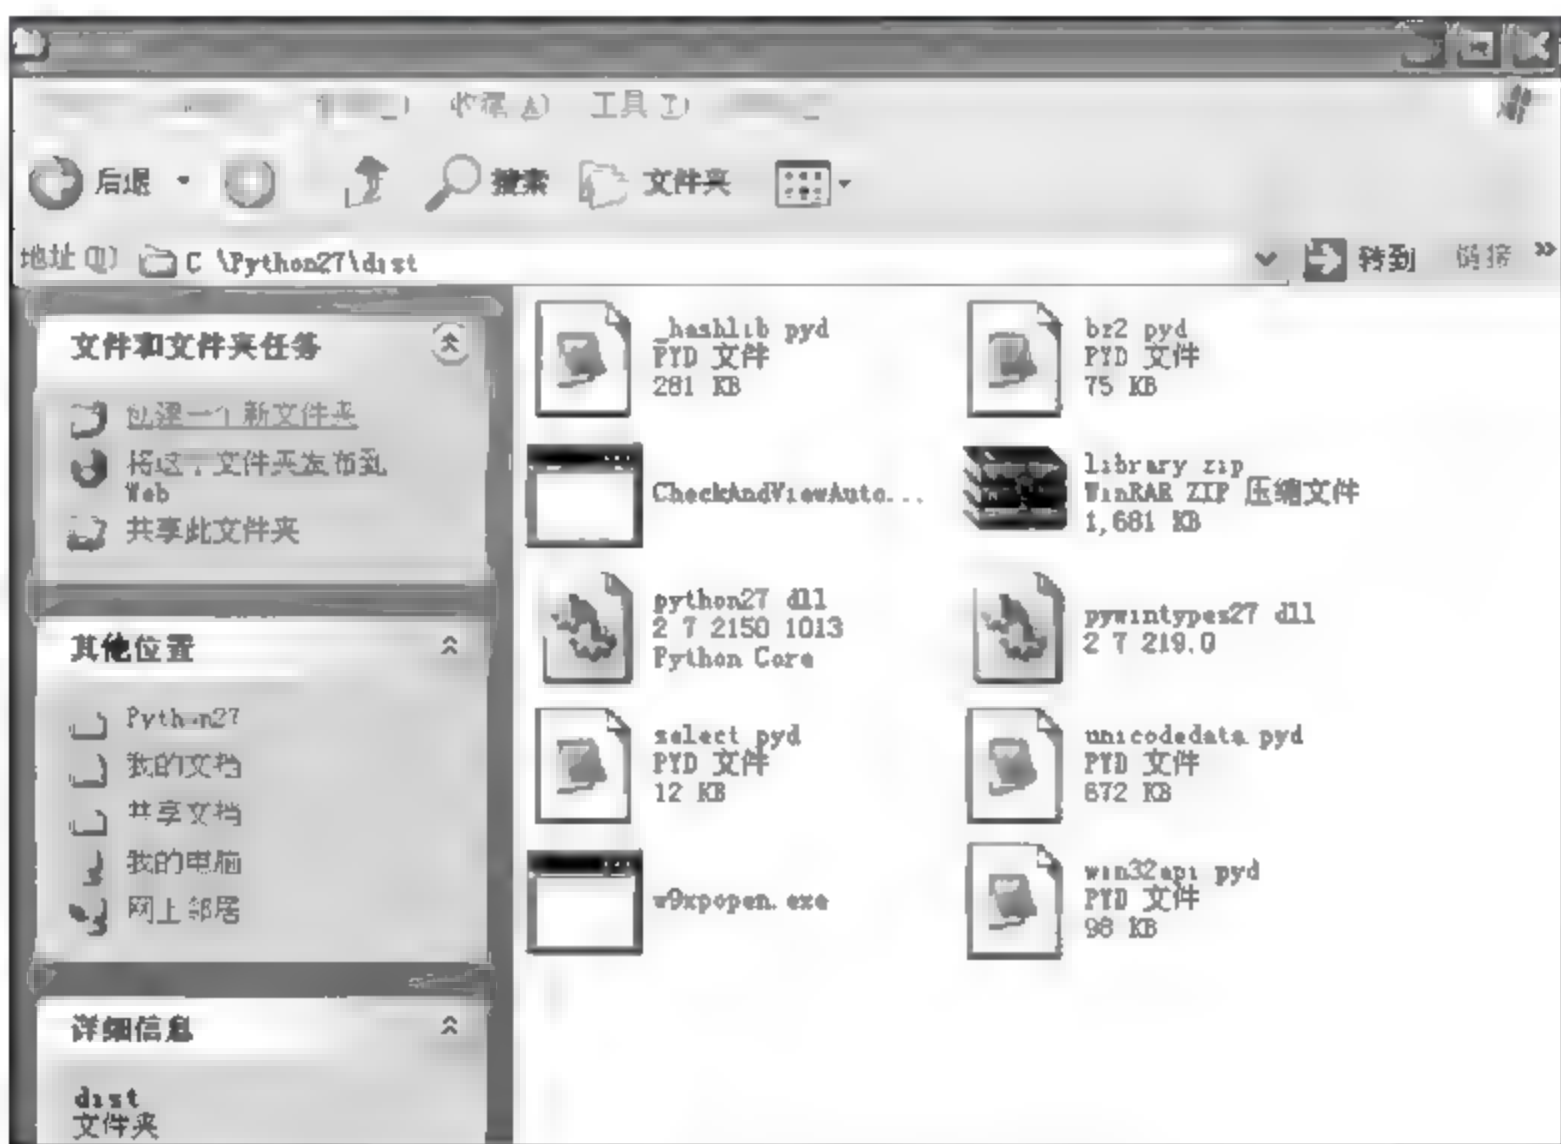 收藏(A) 工具(T)
后退 搜索 文件夹
地址(D) C \Python27\dist 转到 链接 »
文件和文件夹任务
创建一个新文件夹
将这个文件夹发布到
Web
共享此文件夹
其他位置
Python27
我的文档
共享文档
我的电脑
网上邻居
详细信息
dist
文件夹
_hashlib pyd
PYD 文件
281 KB
bz2 pyd
PYD 文件
75 KB
CheckAndViewAuto...
library zip
WinRAR ZIP 压缩文件
1,681 KB
python27 dll
2 7 2150 1013
Python Core
pywintypes27 dll
2 7 219.0
select pyd
PYD 文件
12 KB
unicodedata pyd
PYD 文件
672 KB
w9xpopen.exe
win32api pyd
PYD 文件
98 KB